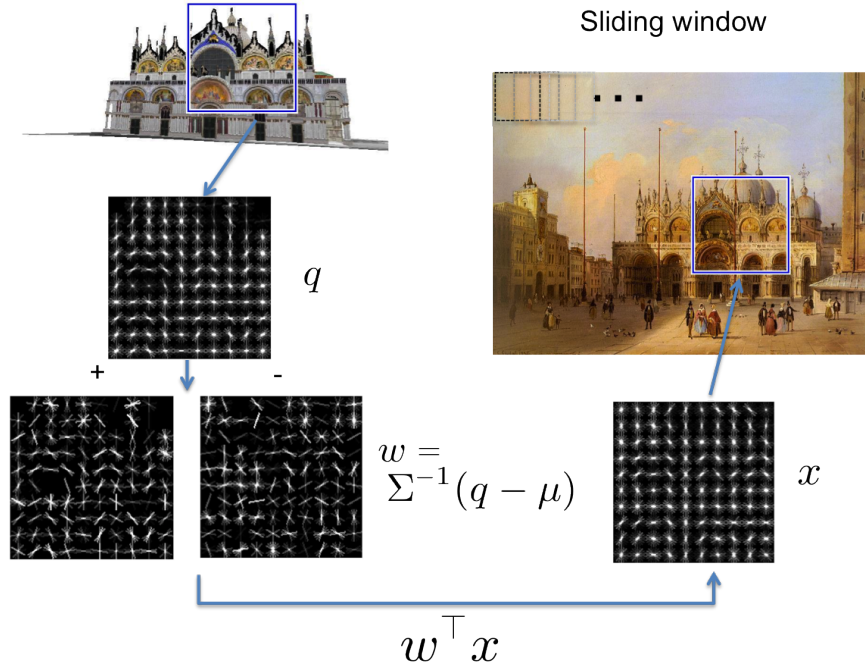 Sliding window
q
+ -
w =
Σ⁻¹(q − μ)
x
w⊤x